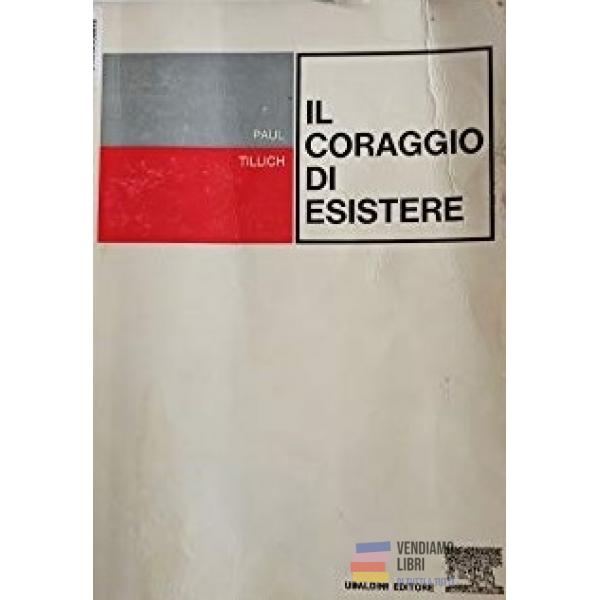 PAUL
TILLICH
IL
CORAGGIO
DI
ESISTERE
VENDIAMO
LIBRI
UBALDINI EDITORE